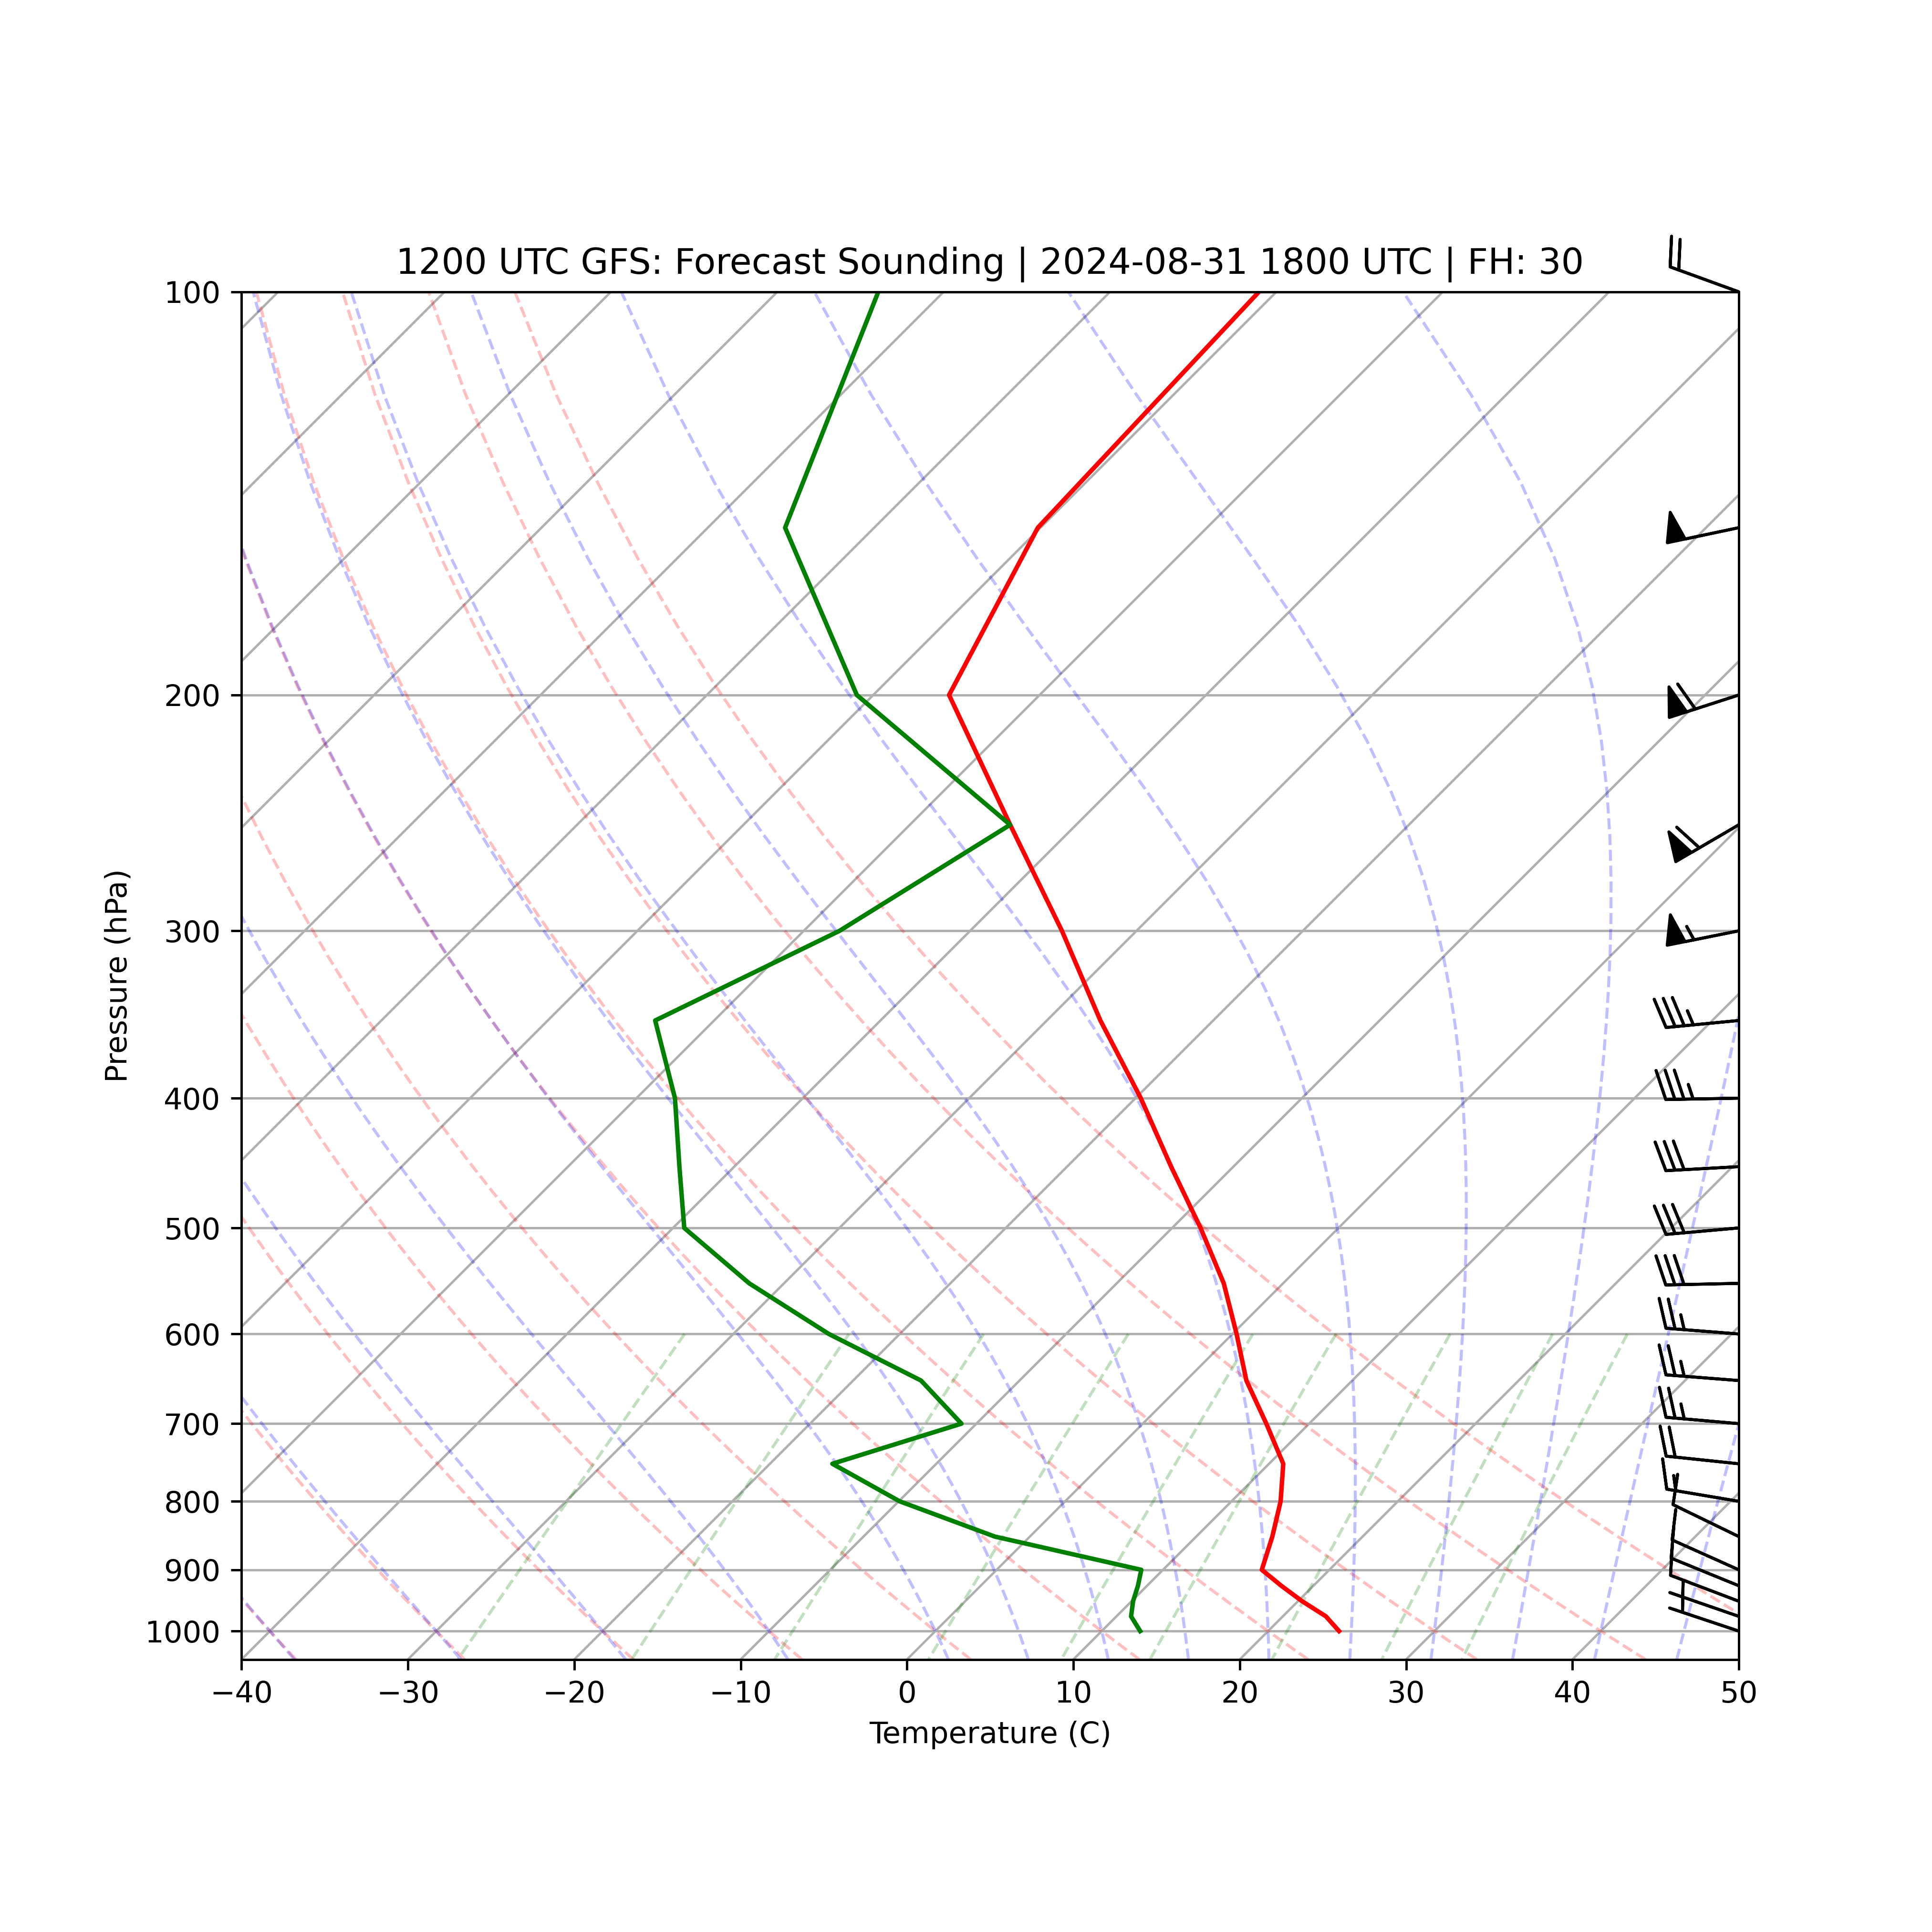 1200 UTC GFS: Forecast Sounding | 2024-08-31 1800 UTC | FH: 30
100
200
300
400
500
600
700
800
900
1000
Pressure (hPa)
−40 −30 −20 −10 0 10 20 30 40 50
Temperature (C)